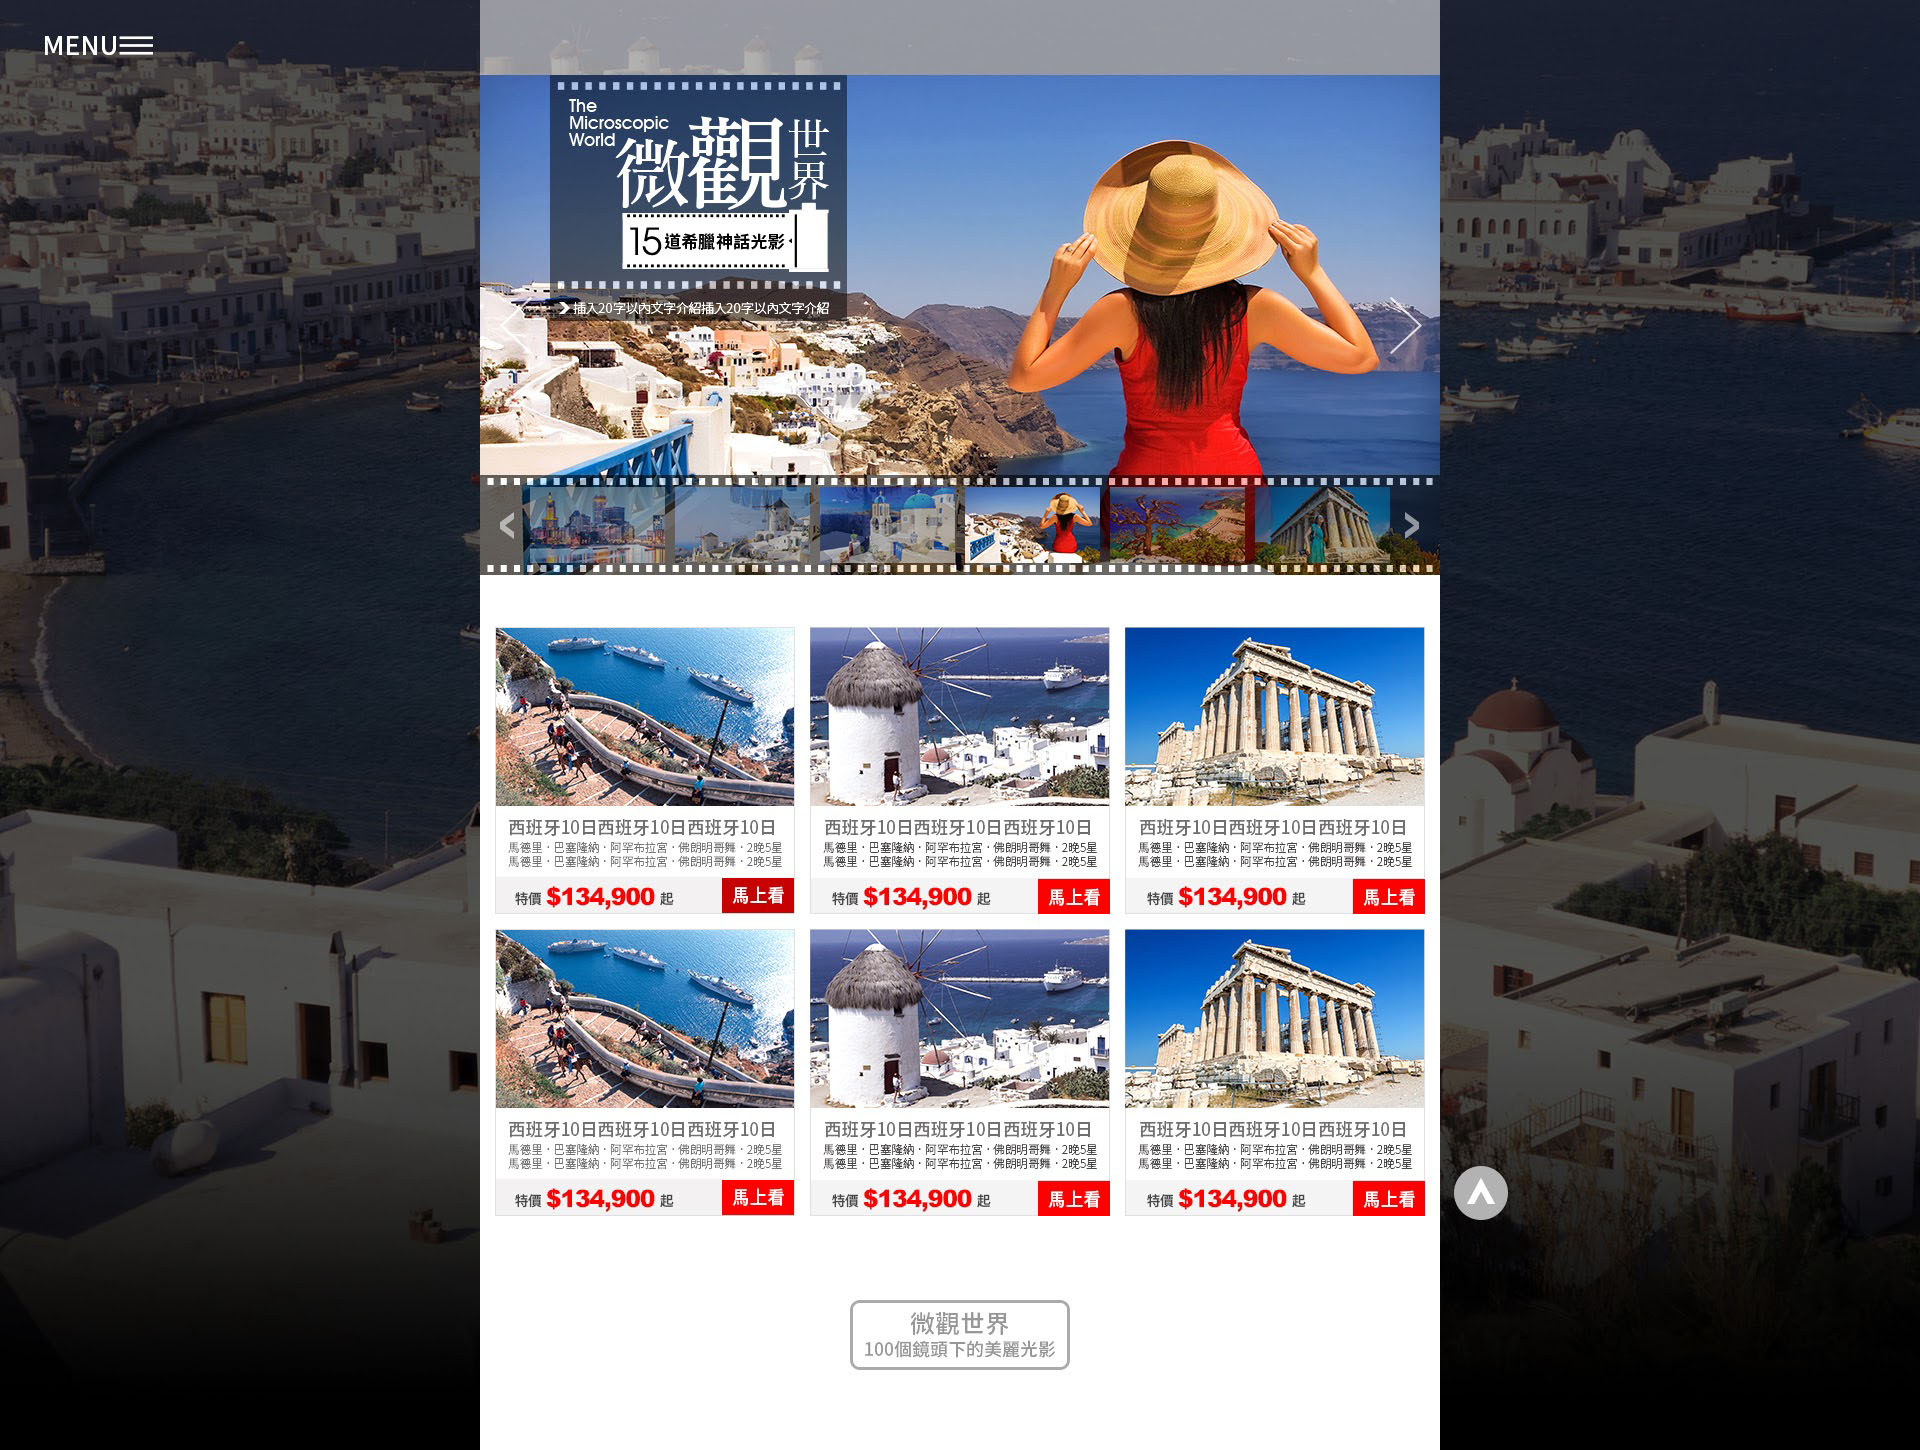 MENU
The
Microscopic
World
微觀世界
15道希臘神話光影
插入20字以內文字介紹插入20字以內文字介紹
西班牙10日西班牙10日西班牙10日
馬德里・巴塞隆納・阿罕布拉宮・佛朗明哥舞・2晚5星
馬德里・巴塞隆納・阿罕布拉宮・佛朗明哥舞・2晚5星
特價 $134,900 起
馬上看
西班牙10日西班牙10日西班牙10日
馬德里・巴塞隆納・阿罕布拉宮・佛朗明哥舞・2晚5星
馬德里・巴塞隆納・阿罕布拉宮・佛朗明哥舞・2晚5星
特價 $134,900 起
馬上看
西班牙10日西班牙10日西班牙10日
馬德里・巴塞隆納・阿罕布拉宮・佛朗明哥舞・2晚5星
馬德里・巴塞隆納・阿罕布拉宮・佛朗明哥舞・2晚5星
特價 $134,900 起
馬上看
西班牙10日西班牙10日西班牙10日
馬德里・巴塞隆納・阿罕布拉宮・佛朗明哥舞・2晚5星
馬德里・巴塞隆納・阿罕布拉宮・佛朗明哥舞・2晚5星
特價 $134,900 起
馬上看
西班牙10日西班牙10日西班牙10日
馬德里・巴塞隆納・阿罕布拉宮・佛朗明哥舞・2晚5星
馬德里・巴塞隆納・阿罕布拉宮・佛朗明哥舞・2晚5星
特價 $134,900 起
馬上看
西班牙10日西班牙10日西班牙10日
馬德里・巴塞隆納・阿罕布拉宮・佛朗明哥舞・2晚5星
馬德里・巴塞隆納・阿罕布拉宮・佛朗明哥舞・2晚5星
特價 $134,900 起
馬上看
微觀世界
100個鏡頭下的美麗光影